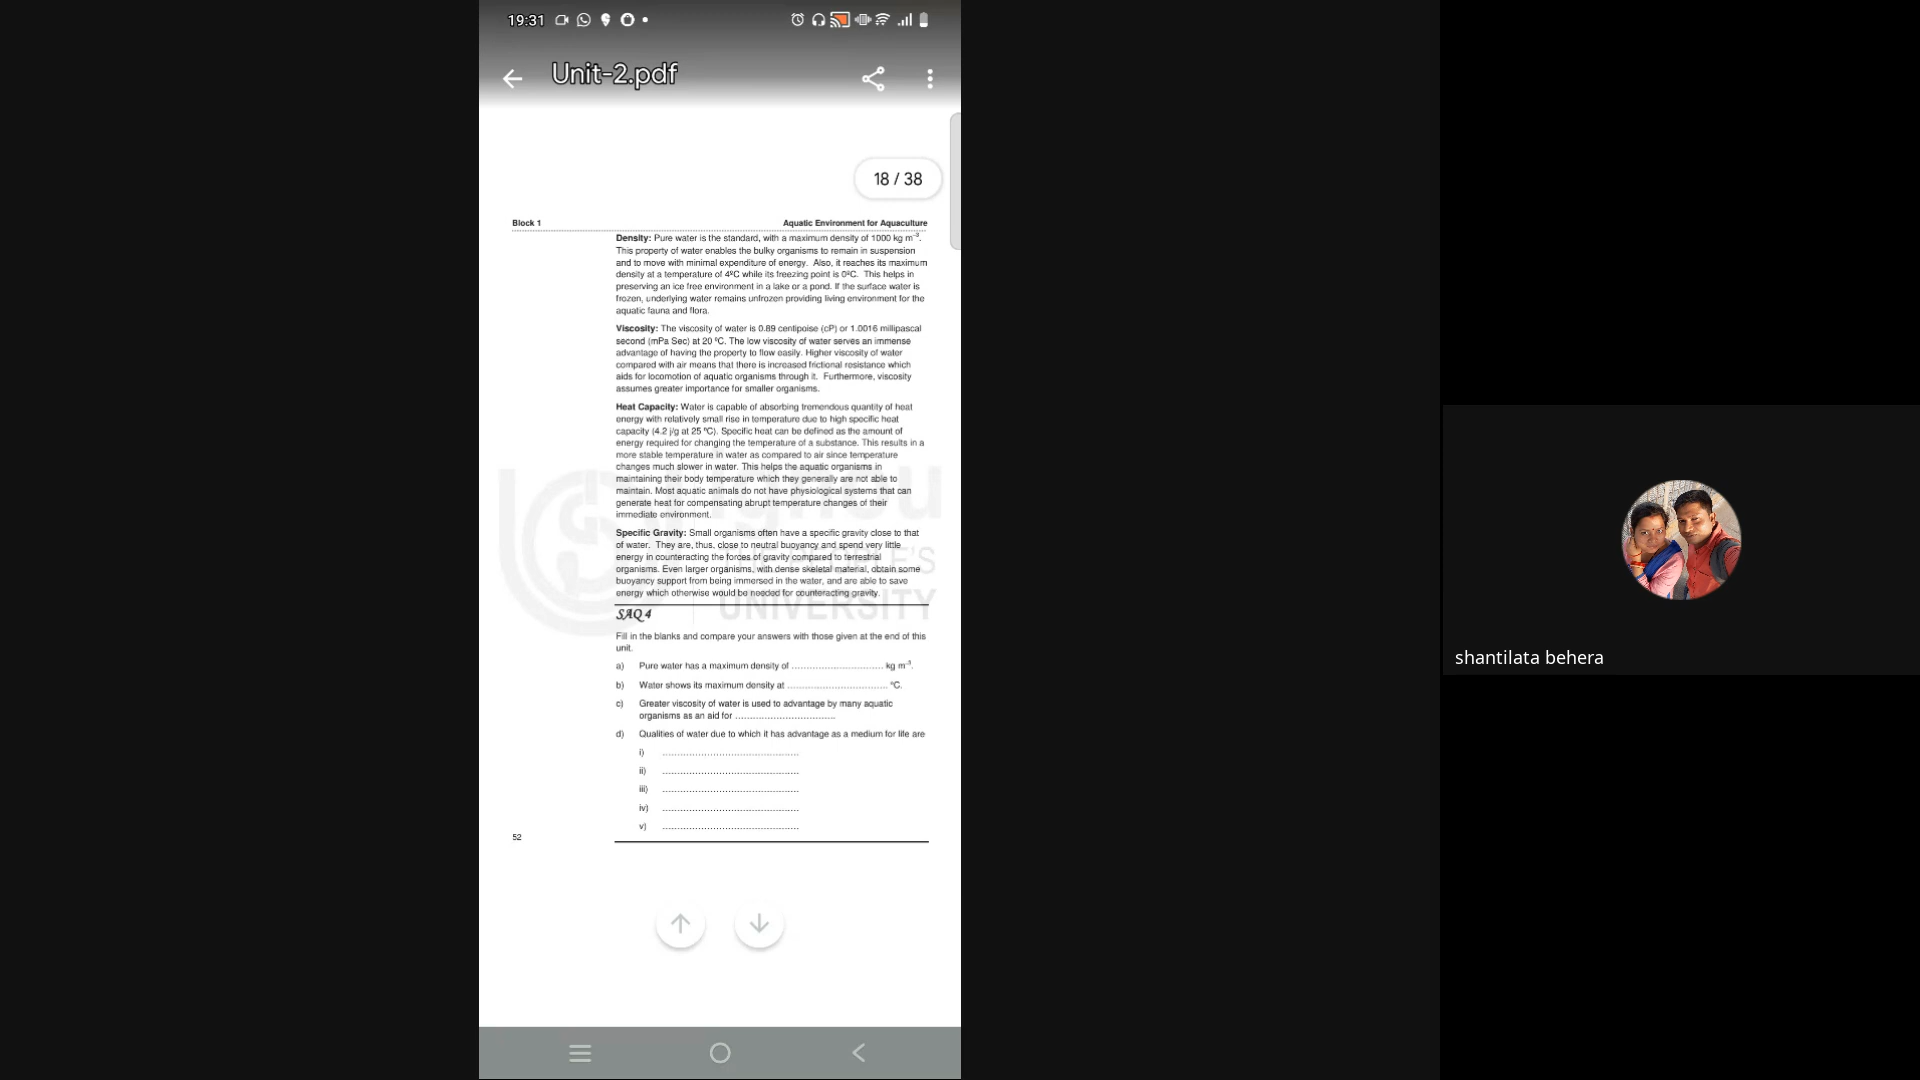 19:31
Unit-2.pdf
18 / 38
Block 1
Aquatic Environment for Aquaculture
Density: Pure water is the standard, with a maximum density of 1000 kg m⁻³.
This property of water enables the bulky organisms to remain in suspension
and to move with minimal expenditure of energy. Also, it reaches its maximum
density at a temperature of 4ºC while its freezing point is 0ºC. This helps in
preserving an ice free environment in a lake or a pond. If the surface water is
frozen, underlying water remains unfrozen providing living environment for the
aquatic fauna and flora.
Viscosity: The viscosity of water is 0.89 centipoise (cP) or 1.0016 millipascal
second (mPa Sec) at 20 ºC. The low viscosity of water serves an immense
advantage of having the property to flow easily. Higher viscosity of water
compared with air means that there is increased frictional resistance which
aids for locomotion of aquatic organisms through it. Furthermore, viscosity
assumes greater importance for smaller organisms.
Heat Capacity: Water is capable of absorbing tremendous quantity of heat
energy with relatively small rise in temperature due to high specific heat
capacity (4.2 j/g at 25 ºC). Specific heat can be defined as the amount of
energy required for changing the temperature of a substance. This results in a
more stable temperature in water as compared to air since temperature
changes much slower in water. This helps the aquatic organisms in
maintaining their body temperature which they generally are not able to
maintain. Most aquatic animals do not have physiological systems that can
generate heat for compensating abrupt temperature changes of their
immediate environment.
Specific Gravity: Small organisms often have a specific gravity close to that
of water. They are, thus, close to neutral buoyancy and spend very little
energy in counteracting the forces of gravity compared to terrestrial
organisms. Even larger organisms, with dense skeletal material, obtain some
buoyancy support from being immersed in the water, and are able to save
energy which otherwise would be needed for counteracting gravity.
UNIVERSITY
SAQ 4
Fill in the blanks and compare your answers with those given at the end of this
unit.
a) Pure water has a maximum density of ............................... kg m⁻³.
b) Water shows its maximum density at .................................. ºC.
c) Greater viscosity of water is used to advantage by many aquatic
organisms as an aid for .................................
d) Qualities of water due to which it has advantage as a medium for life are
i) ..............................................
ii) ..............................................
iii) ..............................................
iv) ..............................................
v) ..............................................
52
shantilata behera